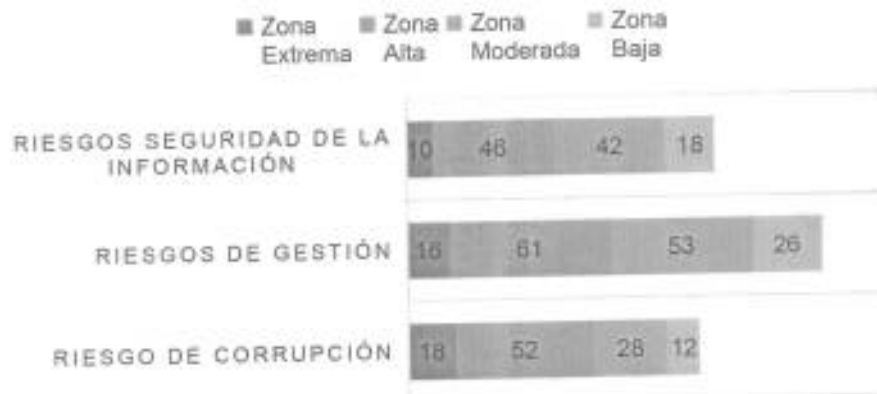 Zona Extrema
Zona Alta
Zona Moderada
Zona Baja
RIESGOS SEGURIDAD DE LA
INFORMACIÓN
10 46 42 18
RIESGOS DE GESTIÓN
16 61 53 26
RIESGO DE CORRUPCIÓN
18 52 28 12